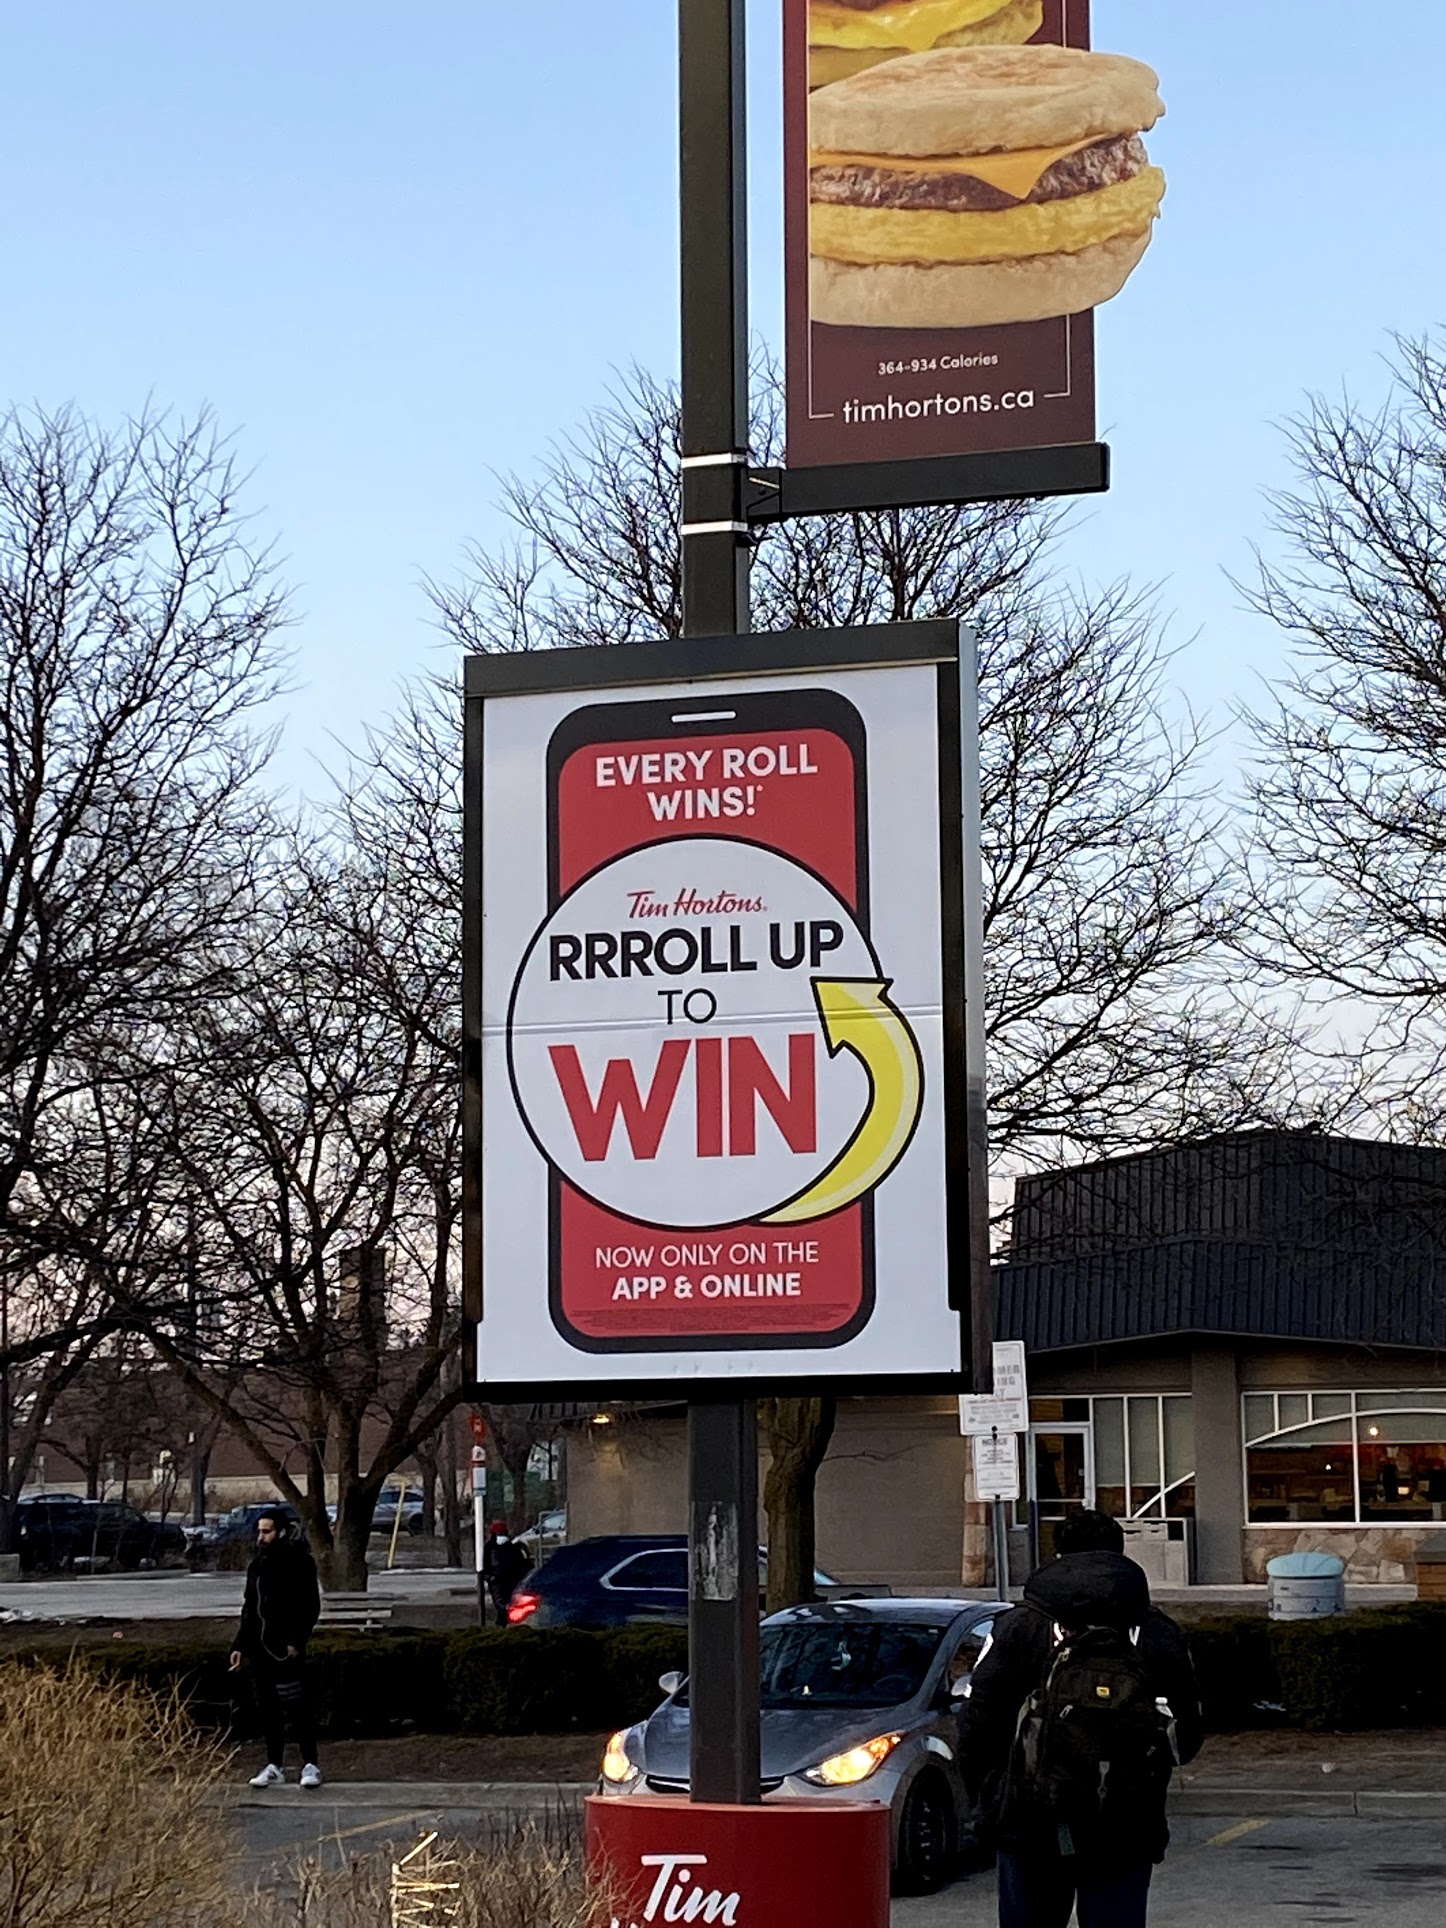 364-934 Calories
timhortons.ca
EVERY ROLL
WINS!*
Tim Hortons.
RRROLL UP
TO
WIN
NOW ONLY ON THE
APP & ONLINE
NOTICE
Tim